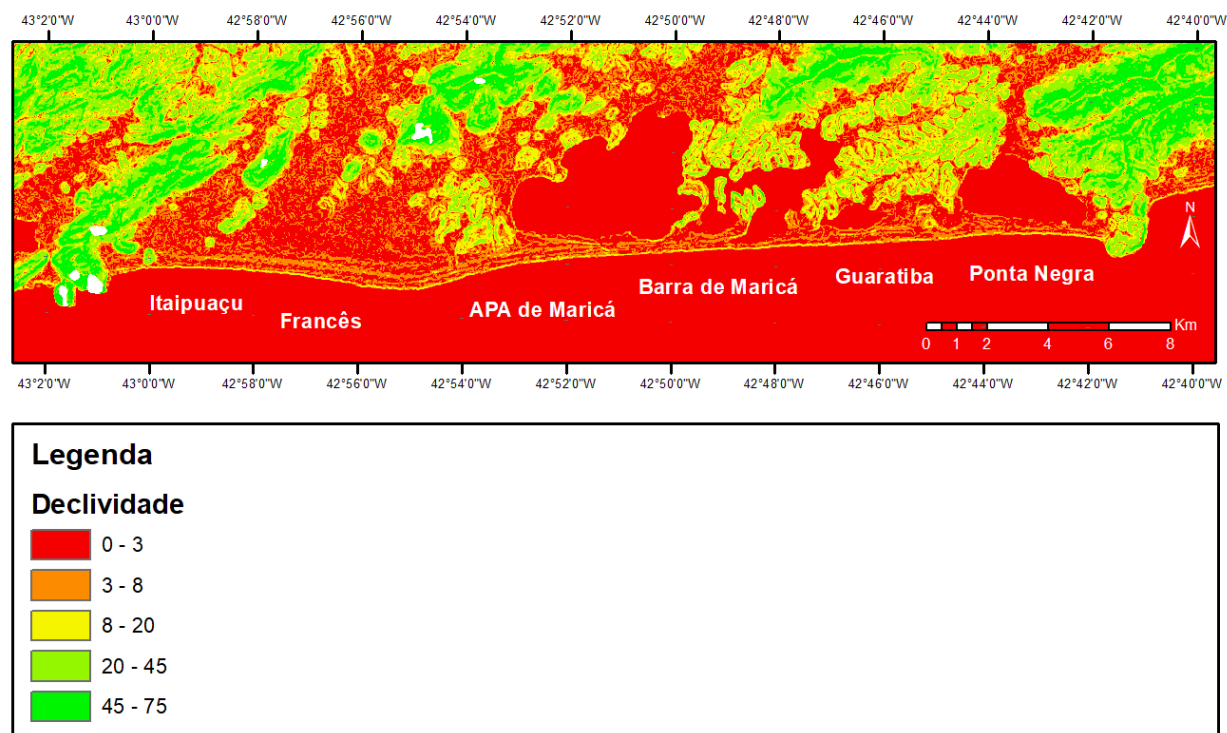 43°2'0"W 43°0'0"W 42°58'0"W 42°56'0"W 42°54'0"W 42°52'0"W 42°50'0"W 42°48'0"W 42°46'0"W 42°44'0"W 42°42'0"W 42°40'0"W
N
Itaipuaçu
Francês
APA de Maricá
Barra de Maricá
Guaratiba
Ponta Negra
Km
0 1 2 4 6 8
43°2'0"W 43°0'0"W 42°58'0"W 42°56'0"W 42°54'0"W 42°52'0"W 42°50'0"W 42°48'0"W 42°46'0"W 42°44'0"W 42°42'0"W 42°40'0"W
Legenda
Declividade
0 - 3
3 - 8
8 - 20
20 - 45
45 - 75